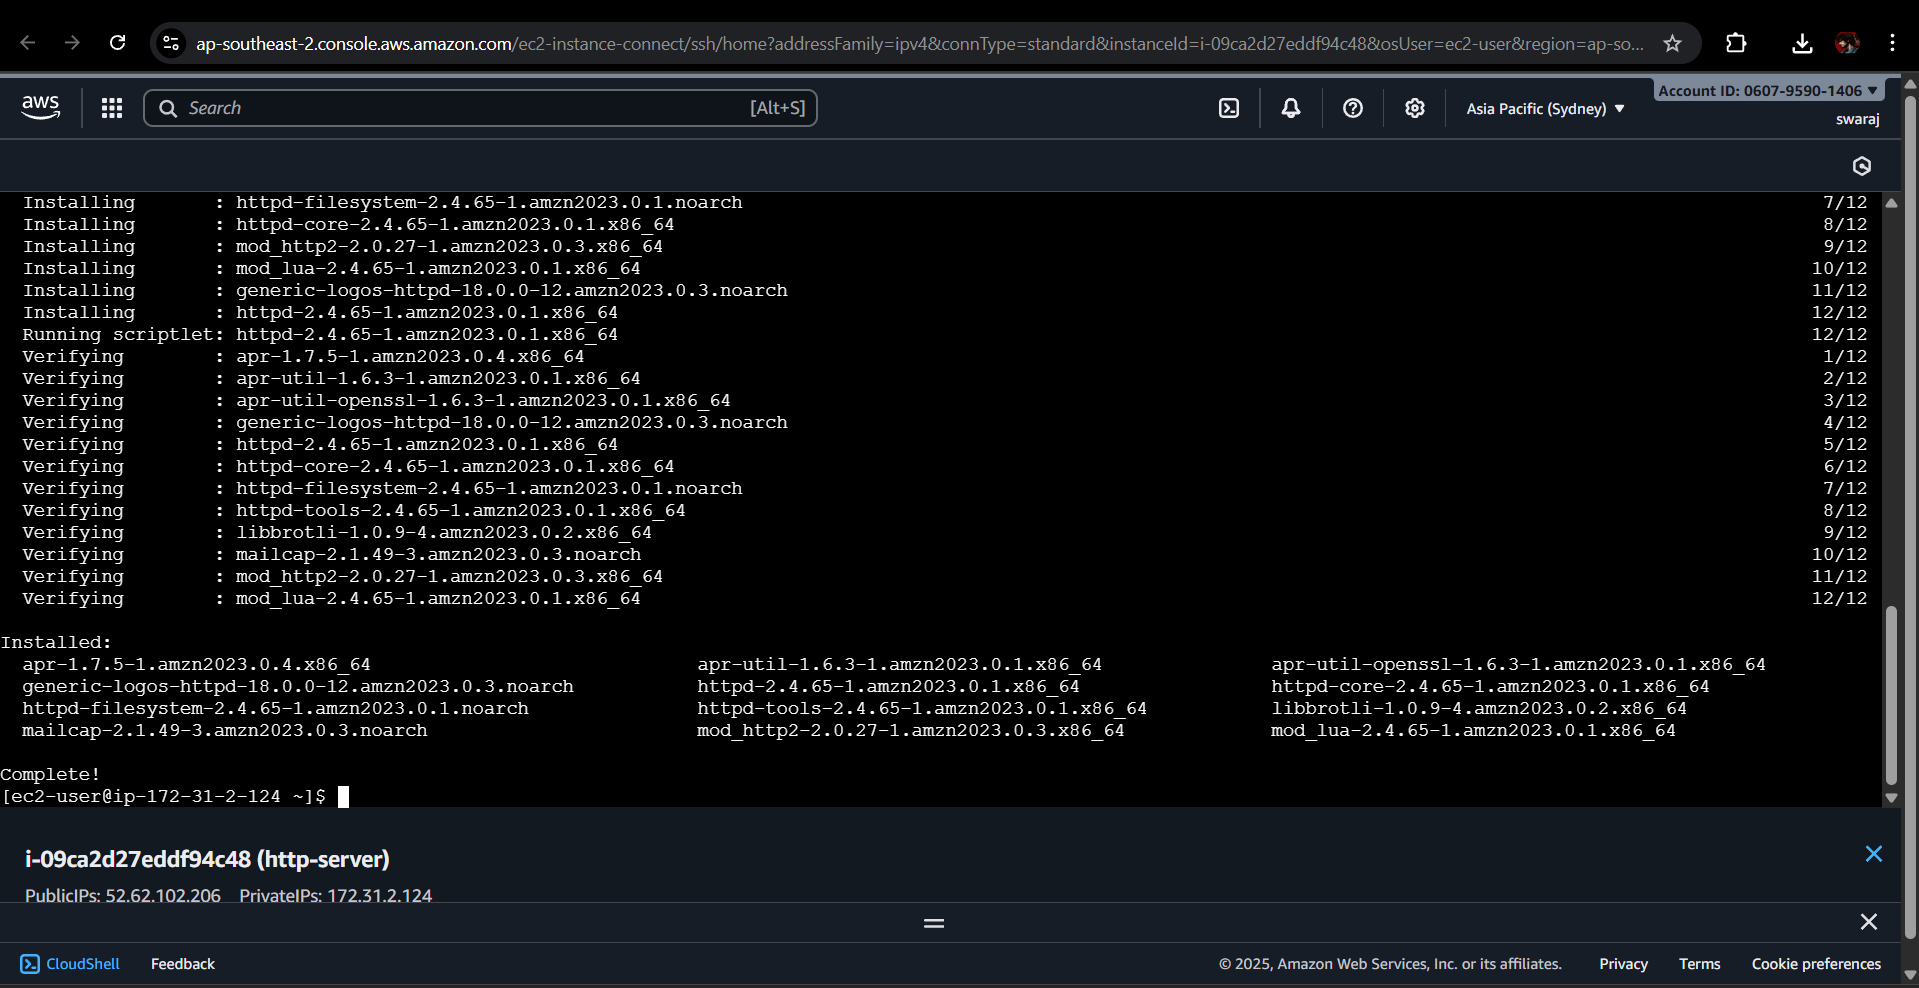 ap-southeast-2.console.aws.amazon.com/ec2-instance-connect/ssh/home?addressFamily=ipv4&connType=standard&instanceId=i-09ca2d27eddf94c48&osUser=ec2-user&region=ap-so...
aws
Search [Alt+S]
Asia Pacific (Sydney)
Account ID: 0607-9590-1406
swaraj
Installing : httpd-filesystem-2.4.65-1.amzn2023.0.1.noarch 7/12
Installing : httpd-core-2.4.65-1.amzn2023.0.1.x86_64 8/12
Installing : mod_http2-2.0.27-1.amzn2023.0.3.x86_64 9/12
Installing : mod_lua-2.4.65-1.amzn2023.0.1.x86_64 10/12
Installing : generic-logos-httpd-18.0.0-12.amzn2023.0.3.noarch 11/12
Installing : httpd-2.4.65-1.amzn2023.0.1.x86_64 12/12
Running scriptlet: httpd-2.4.65-1.amzn2023.0.1.x86_64 12/12
Verifying : apr-1.7.5-1.amzn2023.0.4.x86_64 1/12
Verifying : apr-util-1.6.3-1.amzn2023.0.1.x86_64 2/12
Verifying : apr-util-openssl-1.6.3-1.amzn2023.0.1.x86_64 3/12
Verifying : generic-logos-httpd-18.0.0-12.amzn2023.0.3.noarch 4/12
Verifying : httpd-2.4.65-1.amzn2023.0.1.x86_64 5/12
Verifying : httpd-core-2.4.65-1.amzn2023.0.1.x86_64 6/12
Verifying : httpd-filesystem-2.4.65-1.amzn2023.0.1.noarch 7/12
Verifying : httpd-tools-2.4.65-1.amzn2023.0.1.x86_64 8/12
Verifying : libbrotli-1.0.9-4.amzn2023.0.2.x86_64 9/12
Verifying : mailcap-2.1.49-3.amzn2023.0.3.noarch 10/12
Verifying : mod_http2-2.0.27-1.amzn2023.0.3.x86_64 11/12
Verifying : mod_lua-2.4.65-1.amzn2023.0.1.x86_64 12/12
Installed:
apr-1.7.5-1.amzn2023.0.4.x86_64 apr-util-1.6.3-1.amzn2023.0.1.x86_64 apr-util-openssl-1.6.3-1.amzn2023.0.1.x86_64
generic-logos-httpd-18.0.0-12.amzn2023.0.3.noarch httpd-2.4.65-1.amzn2023.0.1.x86_64 httpd-core-2.4.65-1.amzn2023.0.1.x86_64
httpd-filesystem-2.4.65-1.amzn2023.0.1.noarch httpd-tools-2.4.65-1.amzn2023.0.1.x86_64 libbrotli-1.0.9-4.amzn2023.0.2.x86_64
mailcap-2.1.49-3.amzn2023.0.3.noarch mod_http2-2.0.27-1.amzn2023.0.3.x86_64 mod_lua-2.4.65-1.amzn2023.0.1.x86_64
Complete!
[ec2-user@ip-172-31-2-124 ~]$
i-09ca2d27eddf94c48 (http-server)
PublicIPs: 52.62.102.206 PrivateIPs: 172.31.2.124
CloudShell Feedback © 2025, Amazon Web Services, Inc. or its affiliates. Privacy Terms Cookie preferences